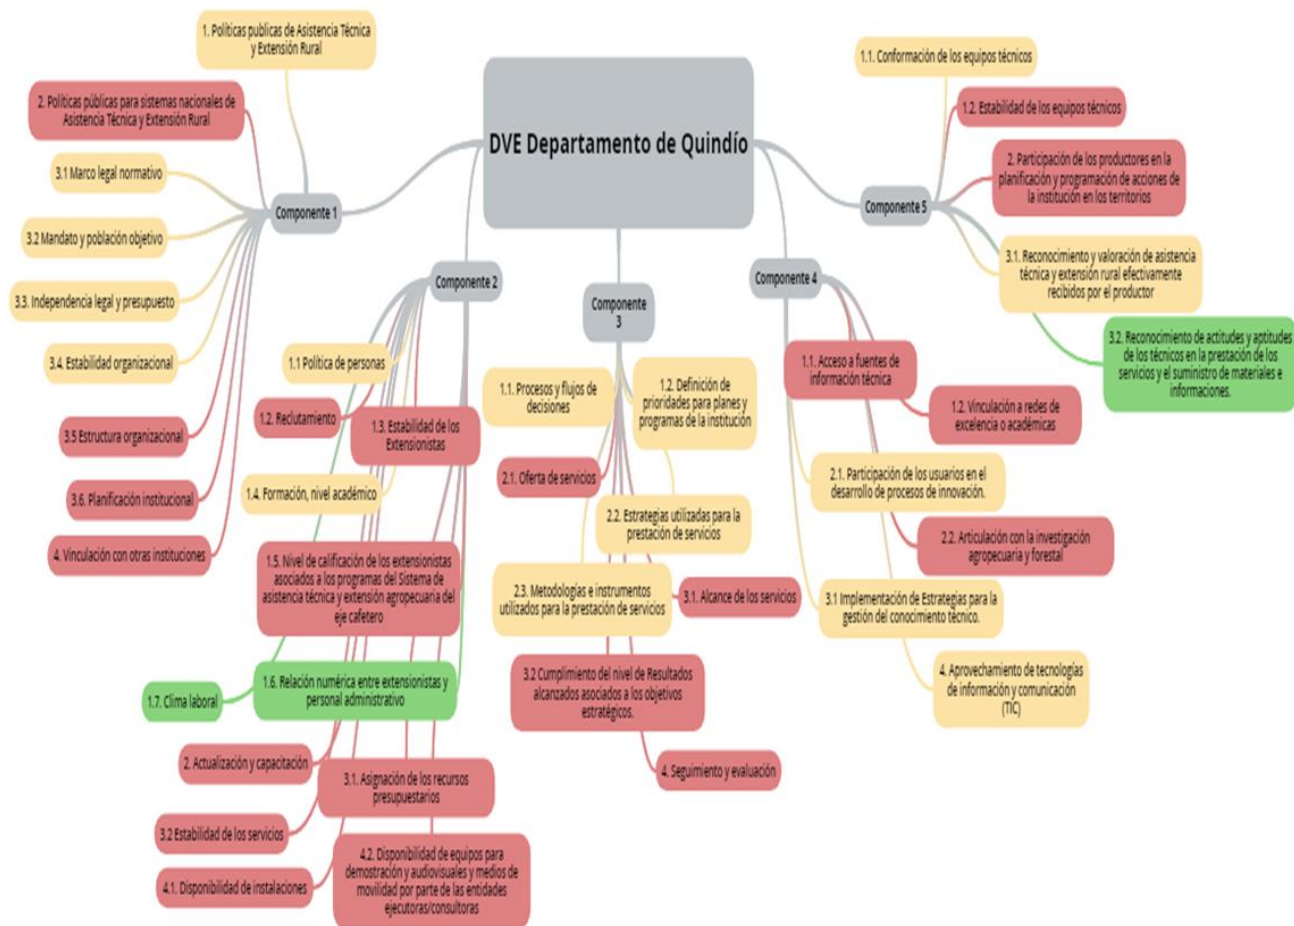 DVE Departamento de Quindío
Componente 1
1. Políticas publicas de Asistencia Técnica
y Extensión Rural
2. Políticas públicas para sistemas nacionales de
Asistencia Técnica y Extensión Rural
3.1 Marco legal normativo
3.2 Mandato y población objetivo
3.3. Independencia legal y presupuesto
3.4. Estabilidad organizacional
3.5 Estructura organizacional
3.6. Planificación institucional
4. Vinculación con otras instituciones
Componente 2
1.1 Política de personas
1.2. Reclutamiento
1.3. Estabilidad de los
Extensionistas
1.4. Formación, nivel académico
1.5. Nivel de calificación de los extensionistas
asociados a los programas del Sistema de
asistencia técnica y extensión agropecuaria del
eje cafetero
1.6. Relación numérica entre extensionistas y
personal administrativo
1.7. Clima laboral
2. Actualización y capacitación
3.1. Asignación de los recursos
presupuestarios
3.2 Estabilidad de los servicios
4.1. Disponibilidad de instalaciones
4.2. Disponibilidad de equipos para
demostración y audiovisuales y medios de
movilidad por parte de las entidades
ejecutoras/consultoras
Componente
3
1.1. Procesos y flujos de
decisiones
1.2. Definición de
prioridades para planes y
programas de la institución
2.1. Oferta de servicios
2.2. Estrategias utilizadas para la
prestación de servicios
2.3. Metodologías e instrumentos
utilizados para la prestación de servicios
3.1. Alcance de los servicios
3.2 Cumplimiento del nivel de Resultados
alcanzados asociados a los objetivos
estratégicos.
4. Seguimiento y evaluación
Componente 4
1.1. Acceso a fuentes de
información técnica
1.2. Vinculación a redes de
excelencia o académicas
2.1. Participación de los usuarios en el
desarrollo de procesos de innovación.
2.2. Articulación con la investigación
agropecuaria y forestal
3.1 Implementación de Estrategias para la
gestión del conocimiento técnico.
4. Aprovechamiento de tecnologías
de información y comunicación
(TIC)
Componente 5
1.1. Conformación de los equipos técnicos
1.2. Estabilidad de los equipos técnicos
2. Participación de los productores en la
planificación y programación de acciones de
la institución en los territorios
3.1. Reconocimiento y valoración de asistencia
técnica y extensión rural efectivamente
recibidos por el productor
3.2. Reconocimiento de actitudes y aptitudes
de los técnicos en la prestación de los
servicios y el suministro de materiales e
informaciones.